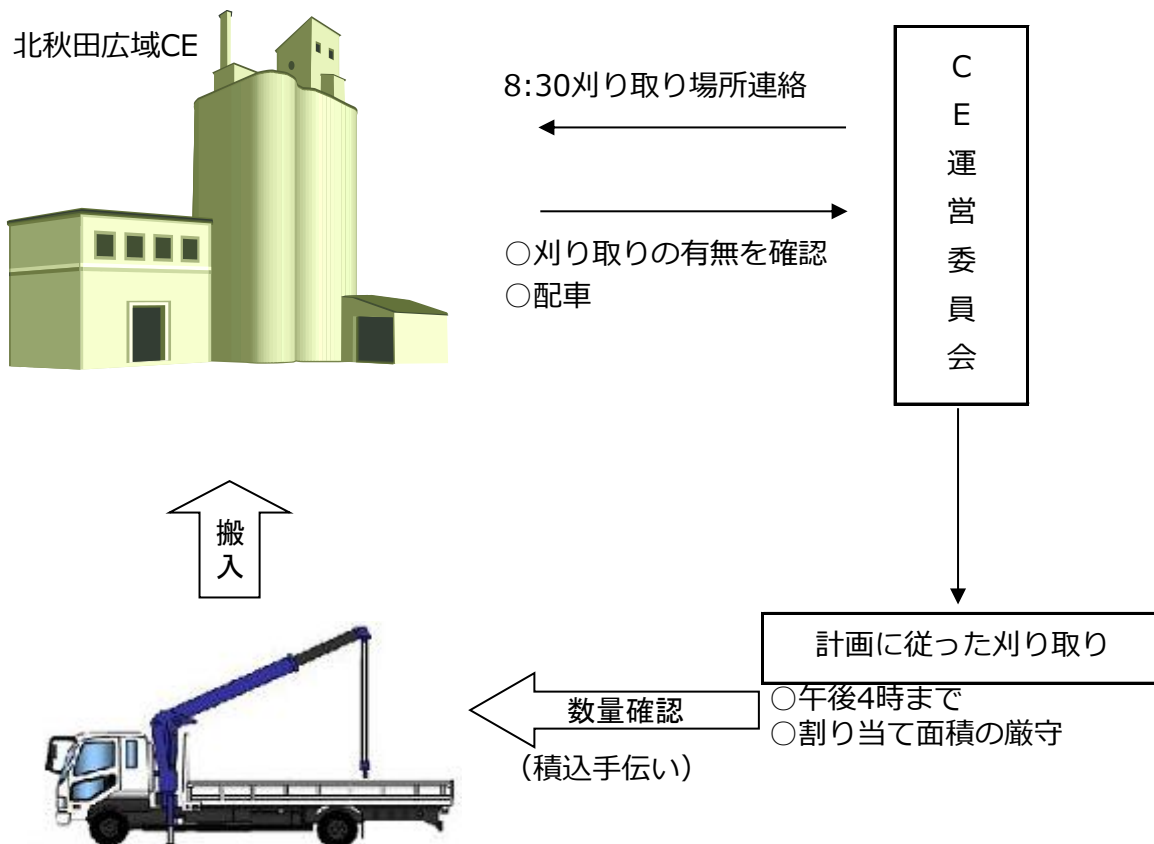 北秋田広域CE
8:30刈り取り場所連絡
○刈り取りの有無を確認
○配車
CE運営委員会
搬入
計画に従った刈り取り
○午後4時まで
○割り当て面積の厳守
数量確認
（積込手伝い）